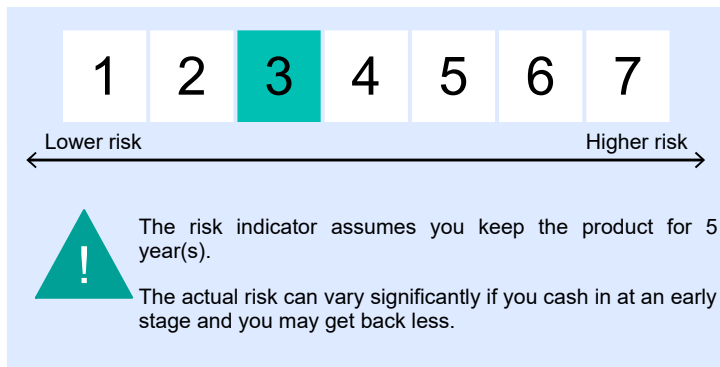 1 2 3 4 5 6 7
Lower risk Higher risk
The risk indicator assumes you keep the product for 5
year(s).
!
The actual risk can vary significantly if you cash in at an early
stage and you may get back less.